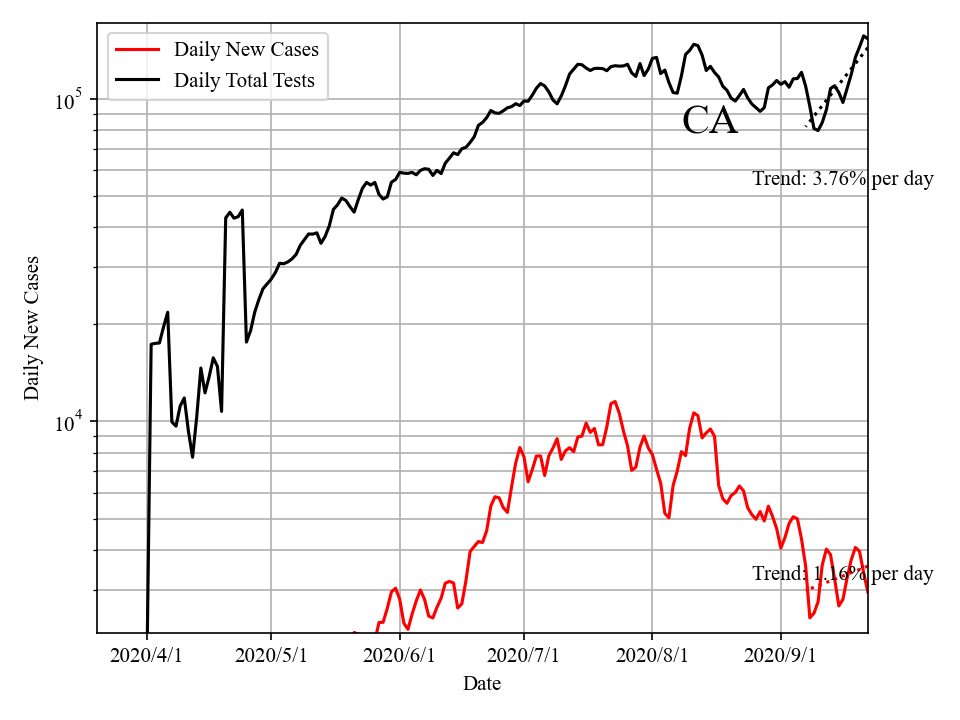 Daily New Cases
Daily Total Tests
10^5
CA
Trend: 3.76% per day
Daily New Cases
10^4
Trend: 1.16% per day
2020/4/1 2020/5/1 2020/6/1 2020/7/1 2020/8/1 2020/9/1
Date